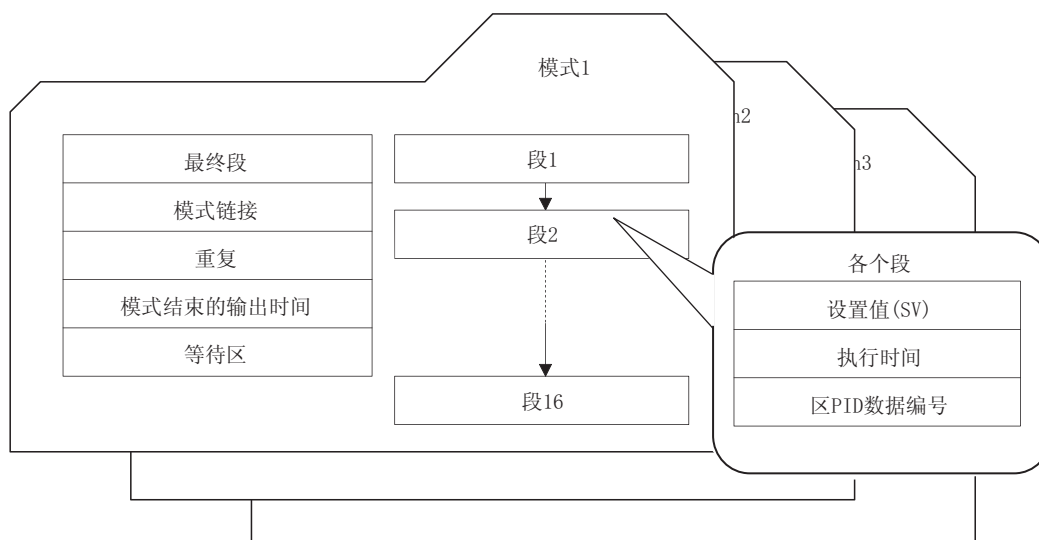 模式1
n2
n3
最终段
模式链接
重复
模式结束的输出时间
等待区
段1
段2
段16
各个段
设置值(SV)
执行时间
区PID数据编号